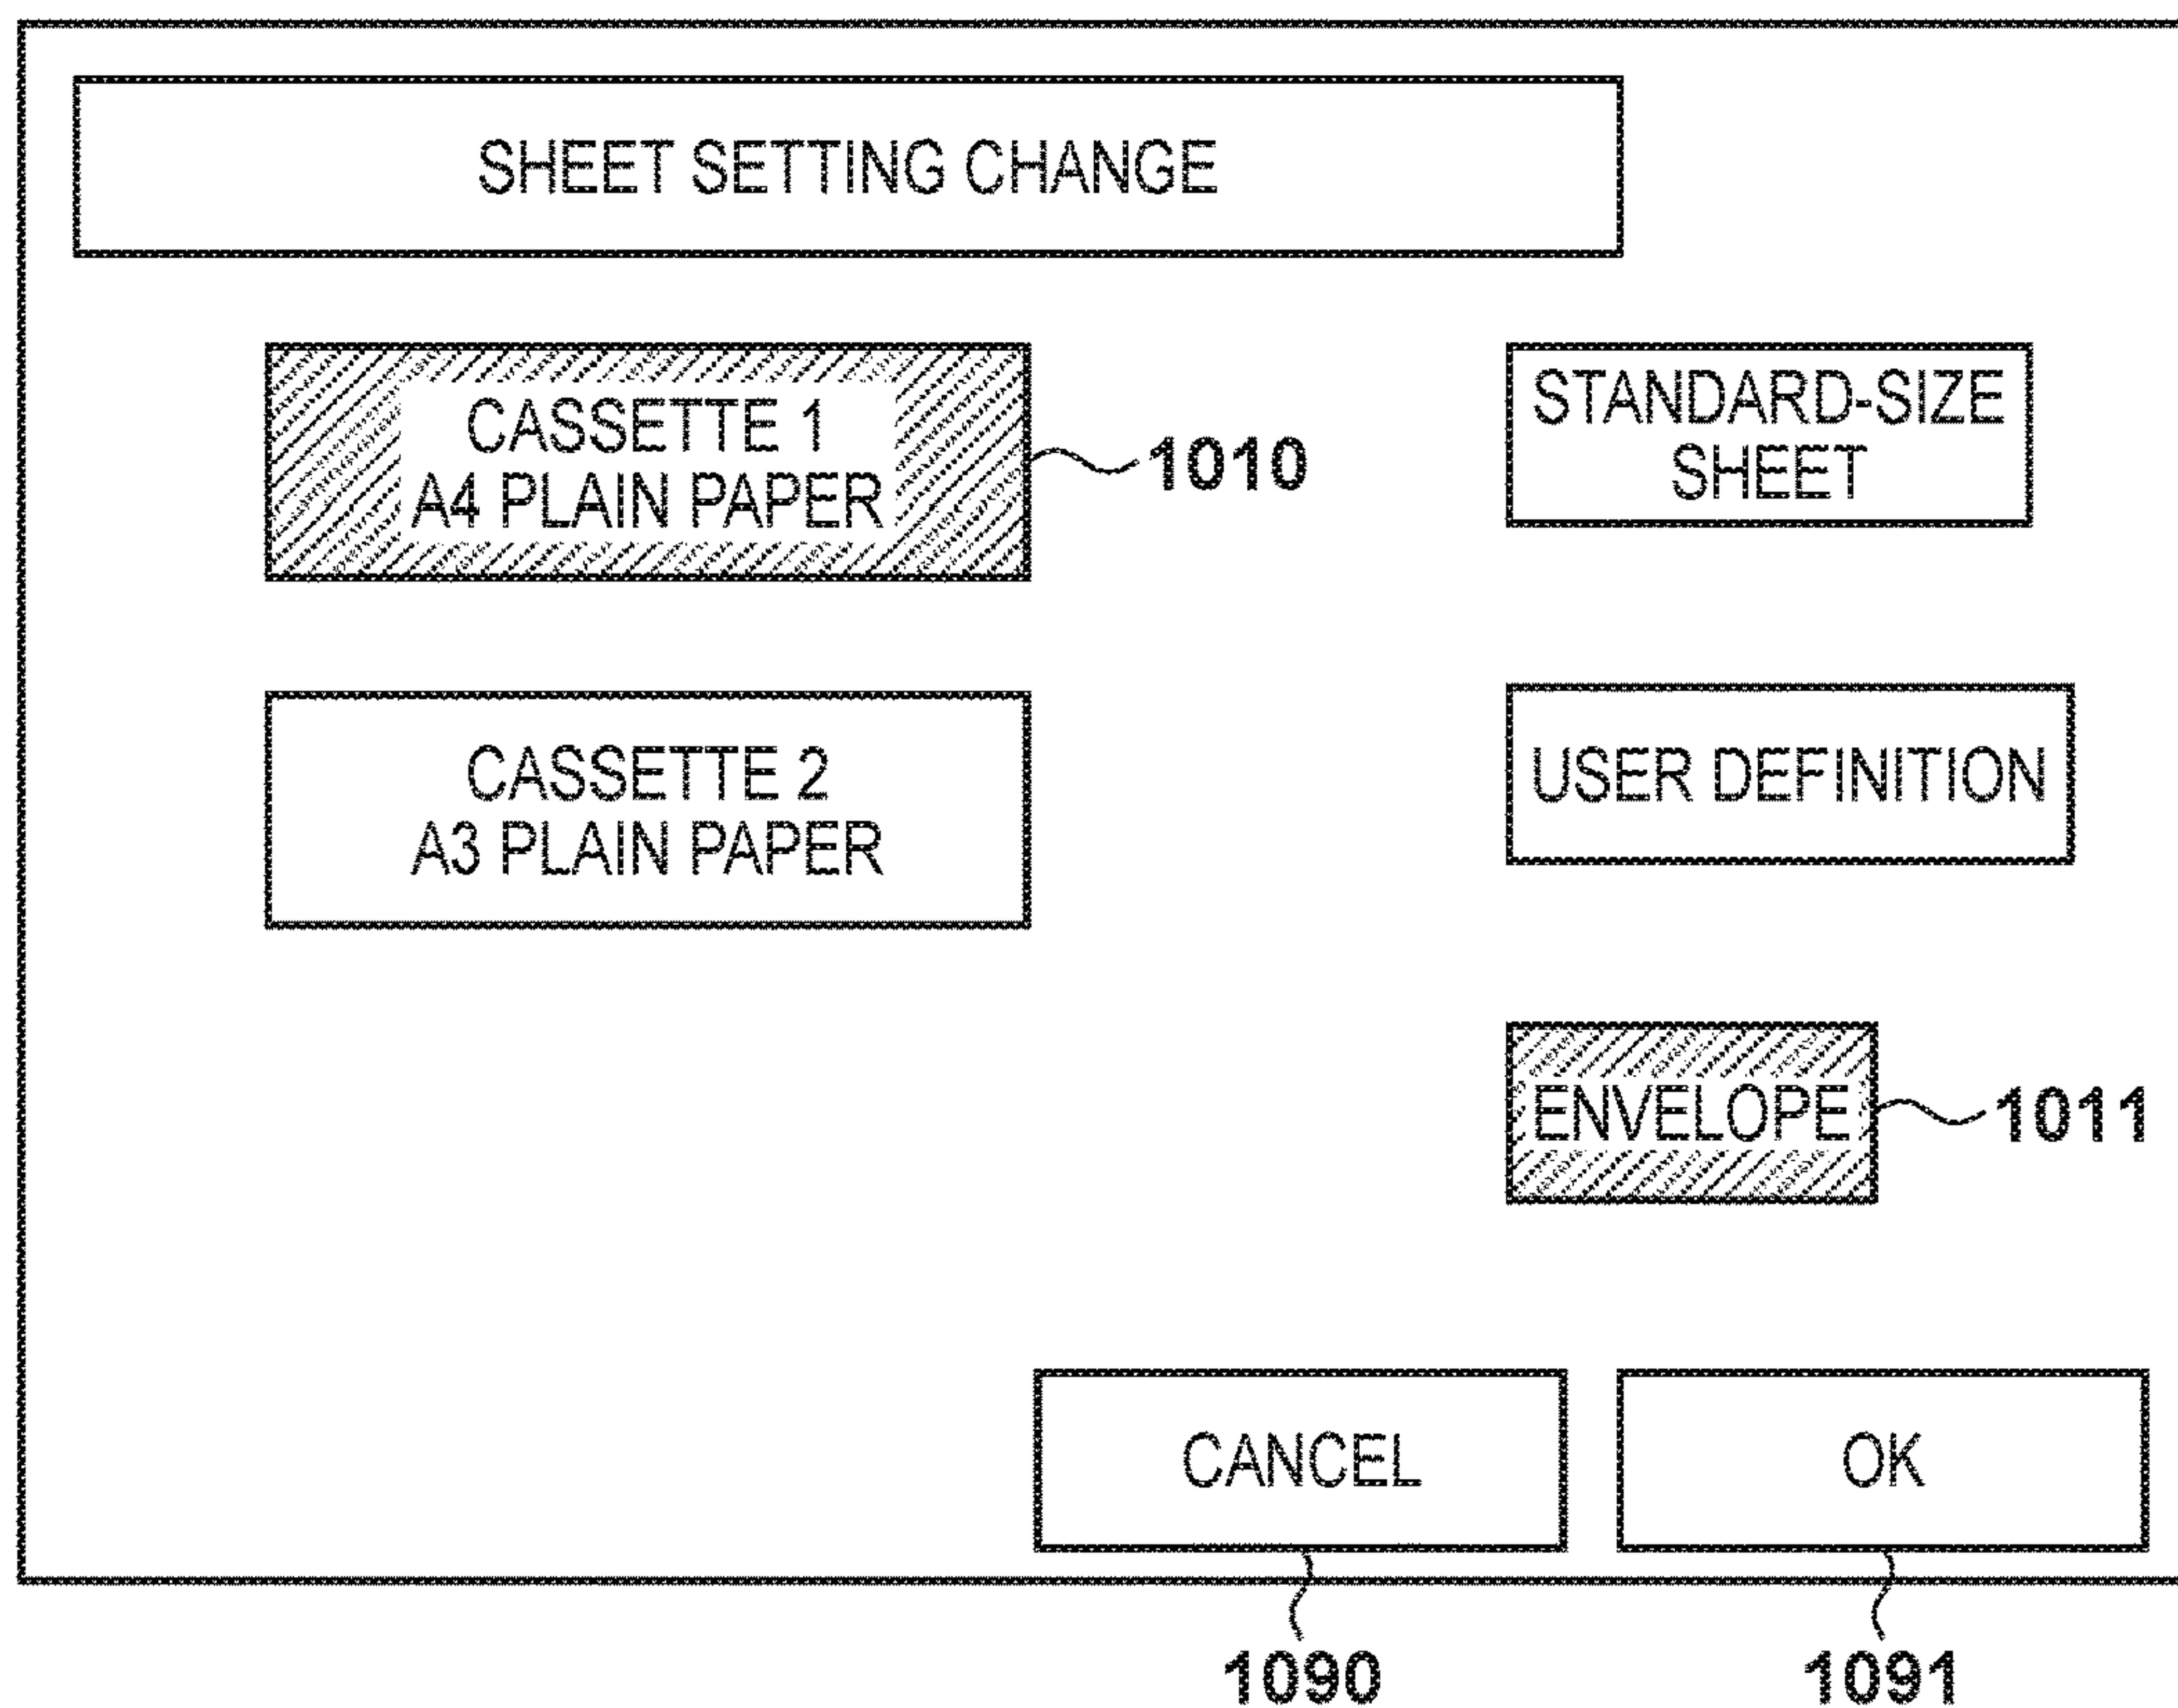 SHEET SETTING CHANGE
CASSETTE 1
A4 PLAIN PAPER
1010
STANDARD-SIZE
SHEET
CASSETTE 2
A3 PLAIN PAPER
USER DEFINITION
ENVELOPE
1011
CANCEL
OK
1090
1091